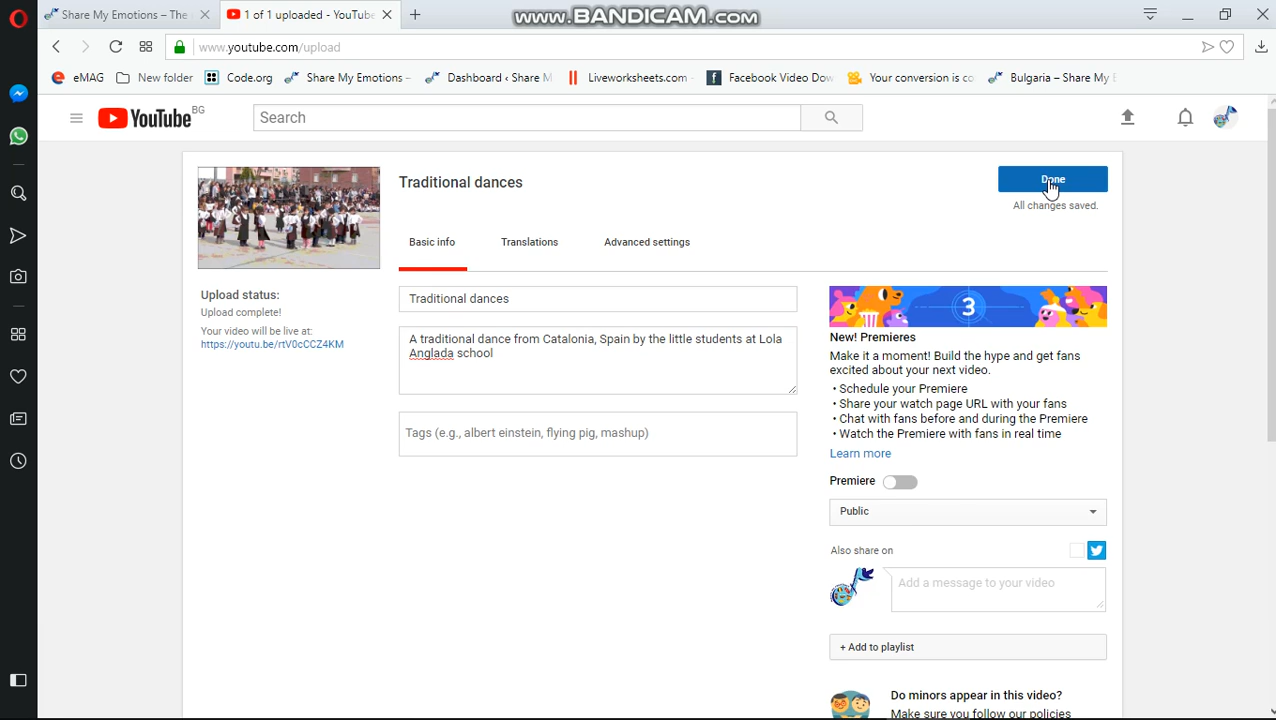 www.BANDICAM.com
Share My Emotions – The
1 of 1 uploaded - YouTube
www.youtube.com/upload
eMAG
New folder
Code.org
Share My Emotions –
Dashboard ‹ Share M
Liveworksheets.com
Facebook Video Dow
Your conversion is co
Bulgaria – Share My E
YouTube BG
Search
Traditional dances
Done
All changes saved.
Basic info
Translations
Advanced settings
Upload status:
Upload complete!
Your video will be live at:
https://youtu.be/rtV0cCCZ4KM
Traditional dances
A traditional dance from Catalonia, Spain by the little students at Lola
Anglada school
Tags (e.g., albert einstein, flying pig, mashup)
3
New! Premieres
Make it a moment! Build the hype and get fans
excited about your next video.
• Schedule your Premiere
• Share your watch page URL with your fans
• Chat with fans before and during the Premiere
• Watch the Premiere with fans in real time
Learn more
Premiere
Public
Also share on
Add a message to your video
+ Add to playlist
Do minors appear in this video?
Make sure you follow our policies